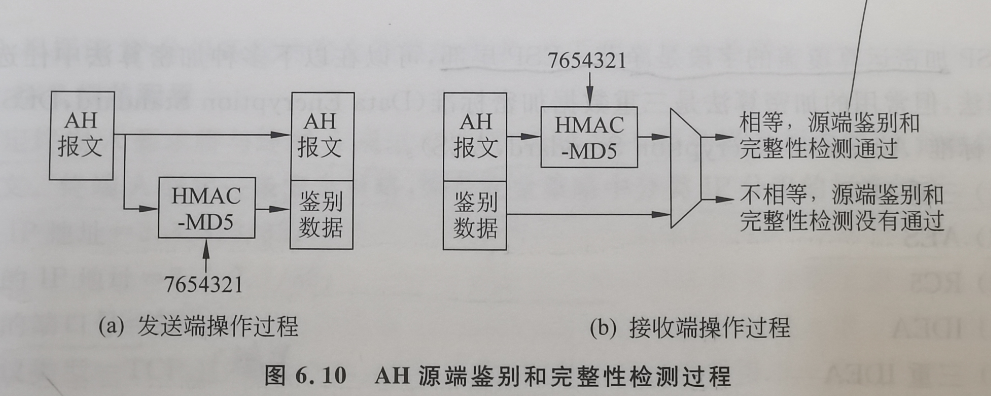 7654321
AH
报文
HMAC
-MD5
7654321
AH
报文
鉴别
数据
(a) 发送端操作过程
AH
报文
鉴别
数据
HMAC
-MD5
相等，源端鉴别和
完整性检测通过
不相等，源端鉴别和
完整性检测没有通过
(b) 接收端操作过程
图 6.10 AH 源端鉴别和完整性检测过程